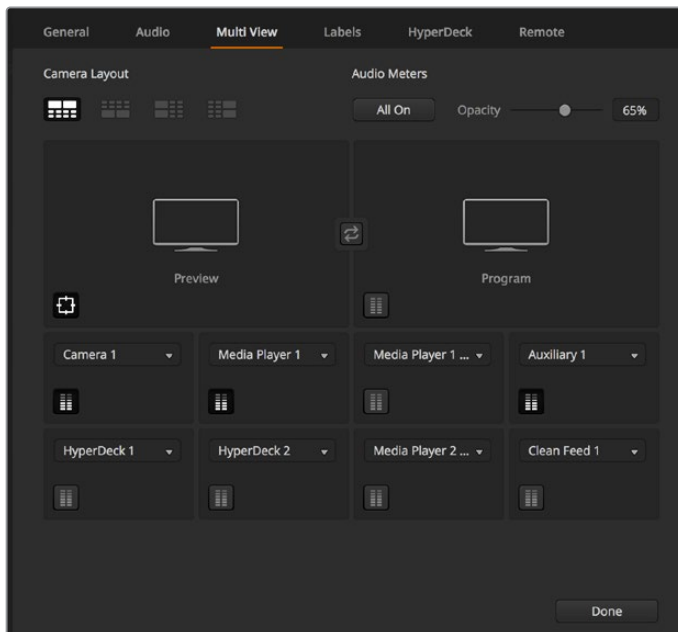 General Audio Multi View Labels HyperDeck Remote
Camera Layout Audio Meters
All On Opacity 65%
Preview Program
Camera 1 Media Player 1 Media Player 1 ... Auxiliary 1
HyperDeck 1 HyperDeck 2 Media Player 2 ... Clean Feed 1
Done